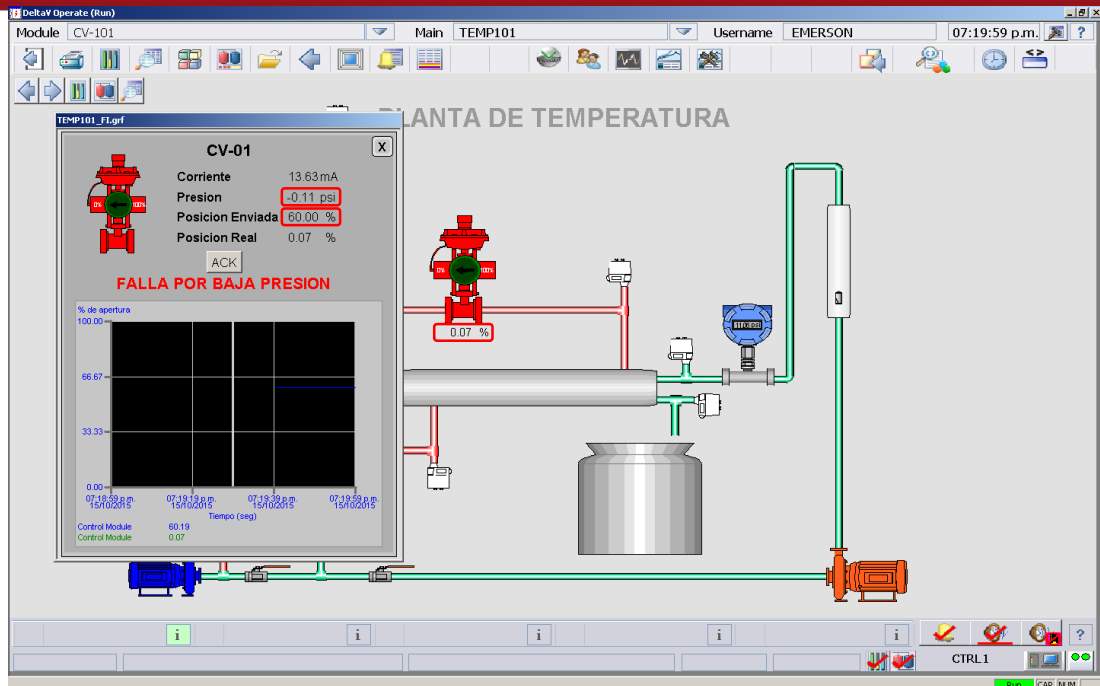 DeltaV Operate (Run)
Module CV-101 Main TEMP101 Username EMERSON 07:19:59 p.m. ?
TEMP101_FI.grf
PLANTA DE TEMPERATURA
CV-01
X
Corriente 13.63 mA
Presion -0.11 psi
Posicion Enviada 60.00 %
Posicion Real 0.07 %
0% 100%
ACK
FALLA POR BAJA PRESION
% de apertura
100.00
66.67
33.33
0.00
07:18:59 p.m. 07:19:19 p.m. 07:19:39 p.m. 07:19:59 p.m.
15/10/2015 15/10/2015 15/10/2015 15/10/2015
Tiempo (seg)
Control Module 60.19
Control Module 0.07
0% 100%
0.07 %
i i i i i ?
CTRL1
Run CAP NUM